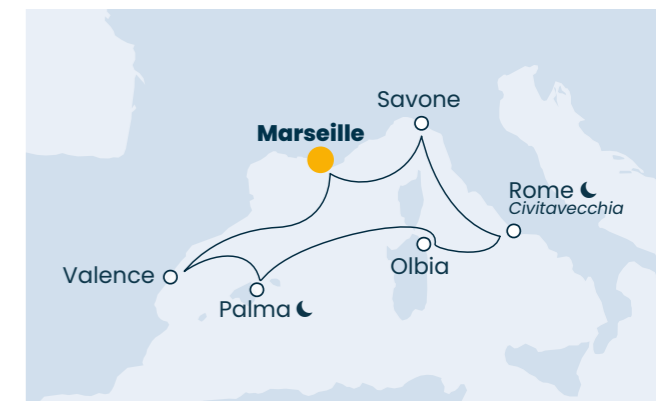 Savone
Marseille
Rome
Civitavecchia
Olbia
Valence
Palma